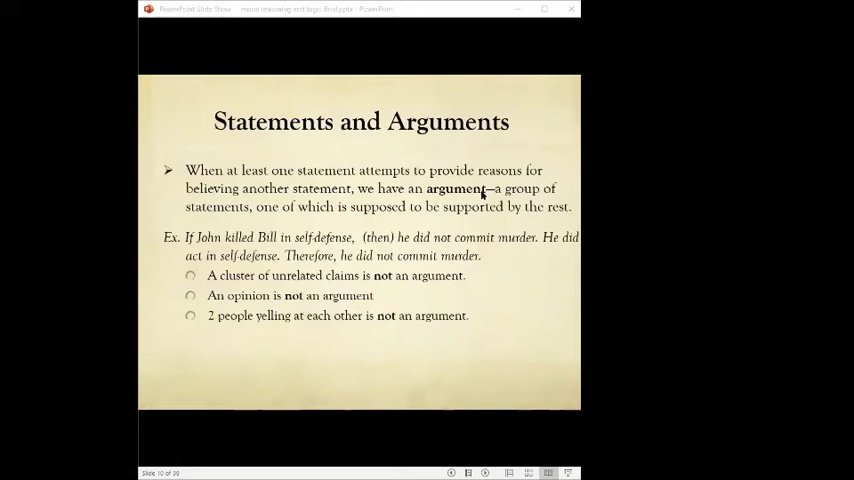 PowerPoint Slide Show - moral reasoning and logic final.pptx - PowerPoint
Statements and Arguments
When at least one statement attempts to provide reasons for
believing another statement, we have an argument—a group of
statements, one of which is supposed to be supported by the rest.
Ex. If John killed Bill in self-defense, (then) he did not commit murder. He did
act in self-defense. Therefore, he did not commit murder.
A cluster of unrelated claims is not an argument.
An opinion is not an argument
2 people yelling at each other is not an argument.
Slide 10 of